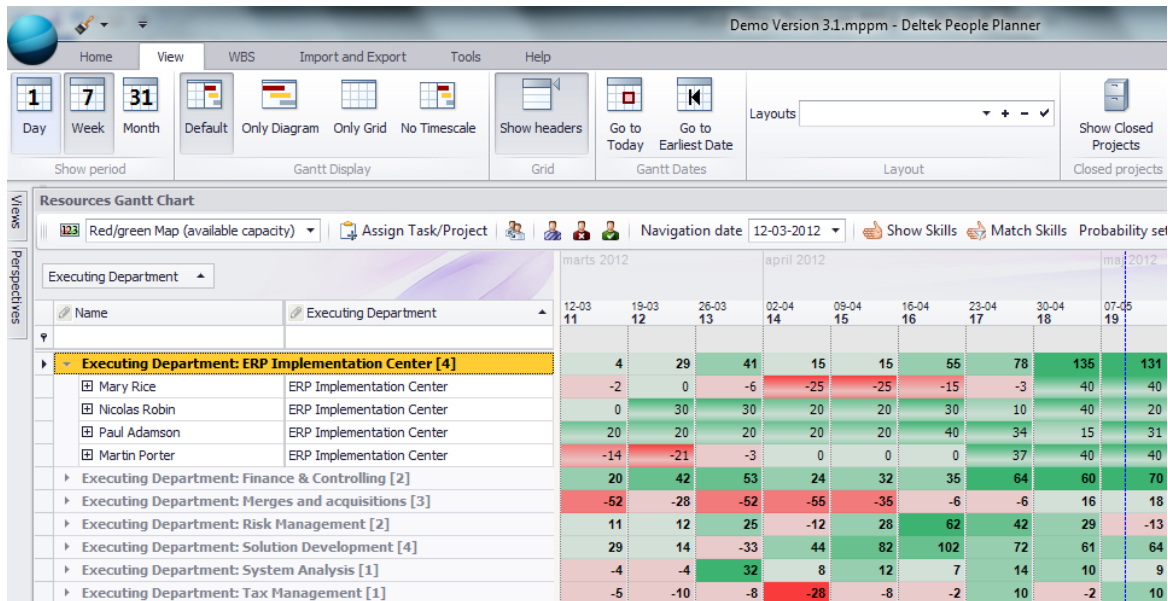 Demo Version 3.1.mppm - Deltek People Planner
Home View WBS Import and Export Tools Help
1 7 31
Day Week Month Default Only Diagram Only Grid No Timescale Show headers Go to Today Go to Earliest Date Layouts Show Closed Projects
Show period Gantt Display Grid Gantt Dates Layout Closed projects
Views
Perspectives
Resources Gantt Chart
123 Red/green Map (available capacity) Assign Task/Project Navigation date 12-03-2012 Show Skills Match Skills Probability set
Executing Department marts 2012 april 2012 maj 2012
Name Executing Department 12-03 19-03 26-03 02-04 09-04 16-04 23-04 30-04 07-05
11 12 13 14 15 16 17 18 19
Executing Department: ERP Implementation Center [4] 4 29 41 15 15 55 78 135 131
Mary Rice ERP Implementation Center -2 0 -6 -25 -25 -15 -3 40 40
Nicolas Robin ERP Implementation Center 0 30 30 20 20 30 10 40 20
Paul Adamson ERP Implementation Center 20 20 20 20 20 40 34 15 31
Martin Porter ERP Implementation Center -14 -21 -3 0 0 0 37 40 40
Executing Department: Finance & Controlling [2] 20 42 53 24 32 35 64 60 70
Executing Department: Merges and acquisitions [3] -52 -28 -52 -55 -35 -6 -6 16 18
Executing Department: Risk Management [2] 11 12 25 -12 28 62 42 29 -13
Executing Department: Solution Development [4] 29 14 -33 44 82 102 72 61 64
Executing Department: System Analysis [1] -4 -4 32 8 12 7 14 10 9
Executing Department: Tax Management [1] -5 -10 -8 -28 -8 -2 10 -2 10